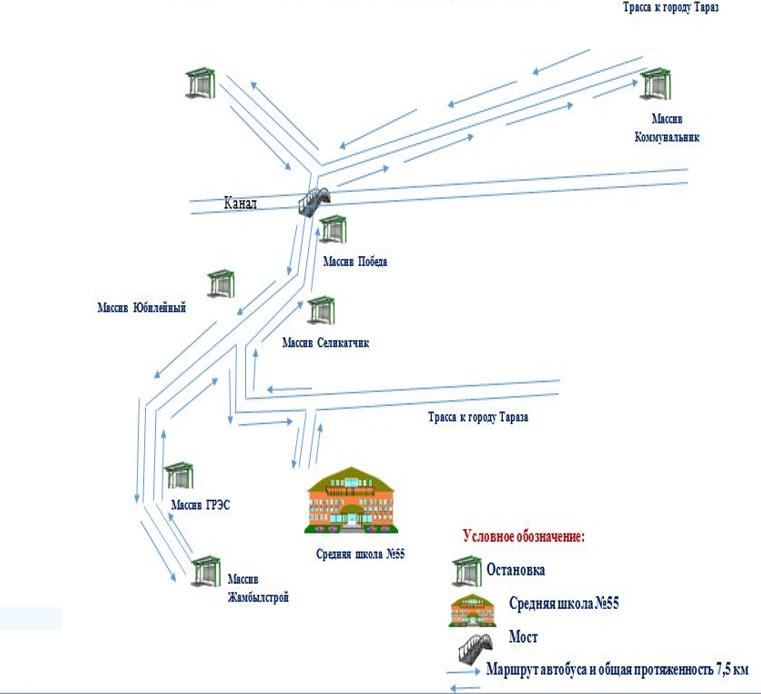 Трасса к городу Тараз
Массив
Коммунальник
Канал
Массив Победа
Массив Юбилейный
Массив Селикатчик
Трасса к городу Тараза
Массив ГРЭС
Средняя школа №55
Массив
Жамбылстрой
Условное обозначение:
Остановка
Средняя школа №55
Мост
Маршрут автобуса и общая протяженность 7,5 км